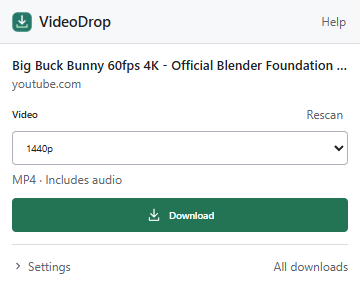 VideoDrop
Help
Big Buck Bunny 60fps 4K - Official Blender Foundation ...
youtube.com
Video
Rescan
1440p
MP4 · Includes audio
Download
Settings
All downloads